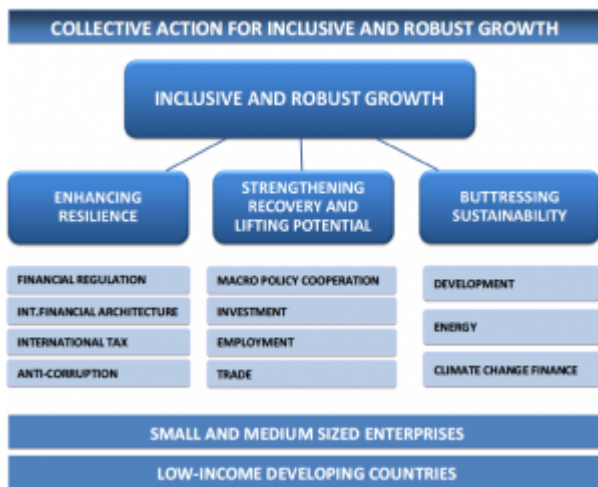 COLLECTIVE ACTION FOR INCLUSIVE AND ROBUST GROWTH
INCLUSIVE AND ROBUST GROWTH
ENHANCING
RESILIENCE
STRENGTHENING
RECOVERY AND
LIFTING POTENTIAL
BUTTRESSING
SUSTAINABILITY
FINANCIAL REGULATION
INT.FINANCIAL ARCHITECTURE
INTERNATIONAL TAX
ANTI-CORRUPTION
MACRO POLICY COOPERATION
INVESTMENT
EMPLOYMENT
TRADE
DEVELOPMENT
ENERGY
CLIMATE CHANGE FINANCE
SMALL AND MEDIUM SIZED ENTERPRISES
LOW-INCOME DEVELOPING COUNTRIES